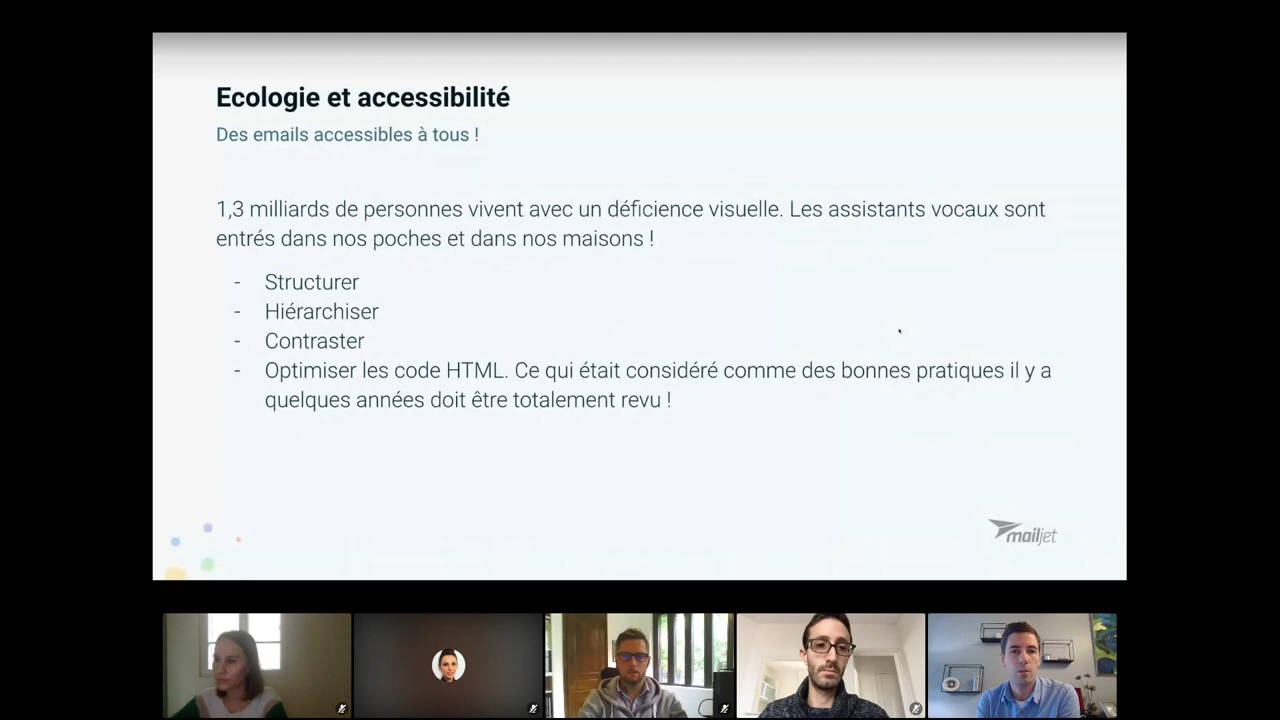 Ecologie et accessibilité
Des emails accessibles à tous !
1,3 milliards de personnes vivent avec un déficience visuelle. Les assistants vocaux sont
entrés dans nos poches et dans nos maisons !
- Structurer
- Hiérarchiser
- Contraster
- Optimiser les code HTML. Ce qui était considéré comme des bonnes pratiques il y a
quelques années doit être totalement revu !
mailjet